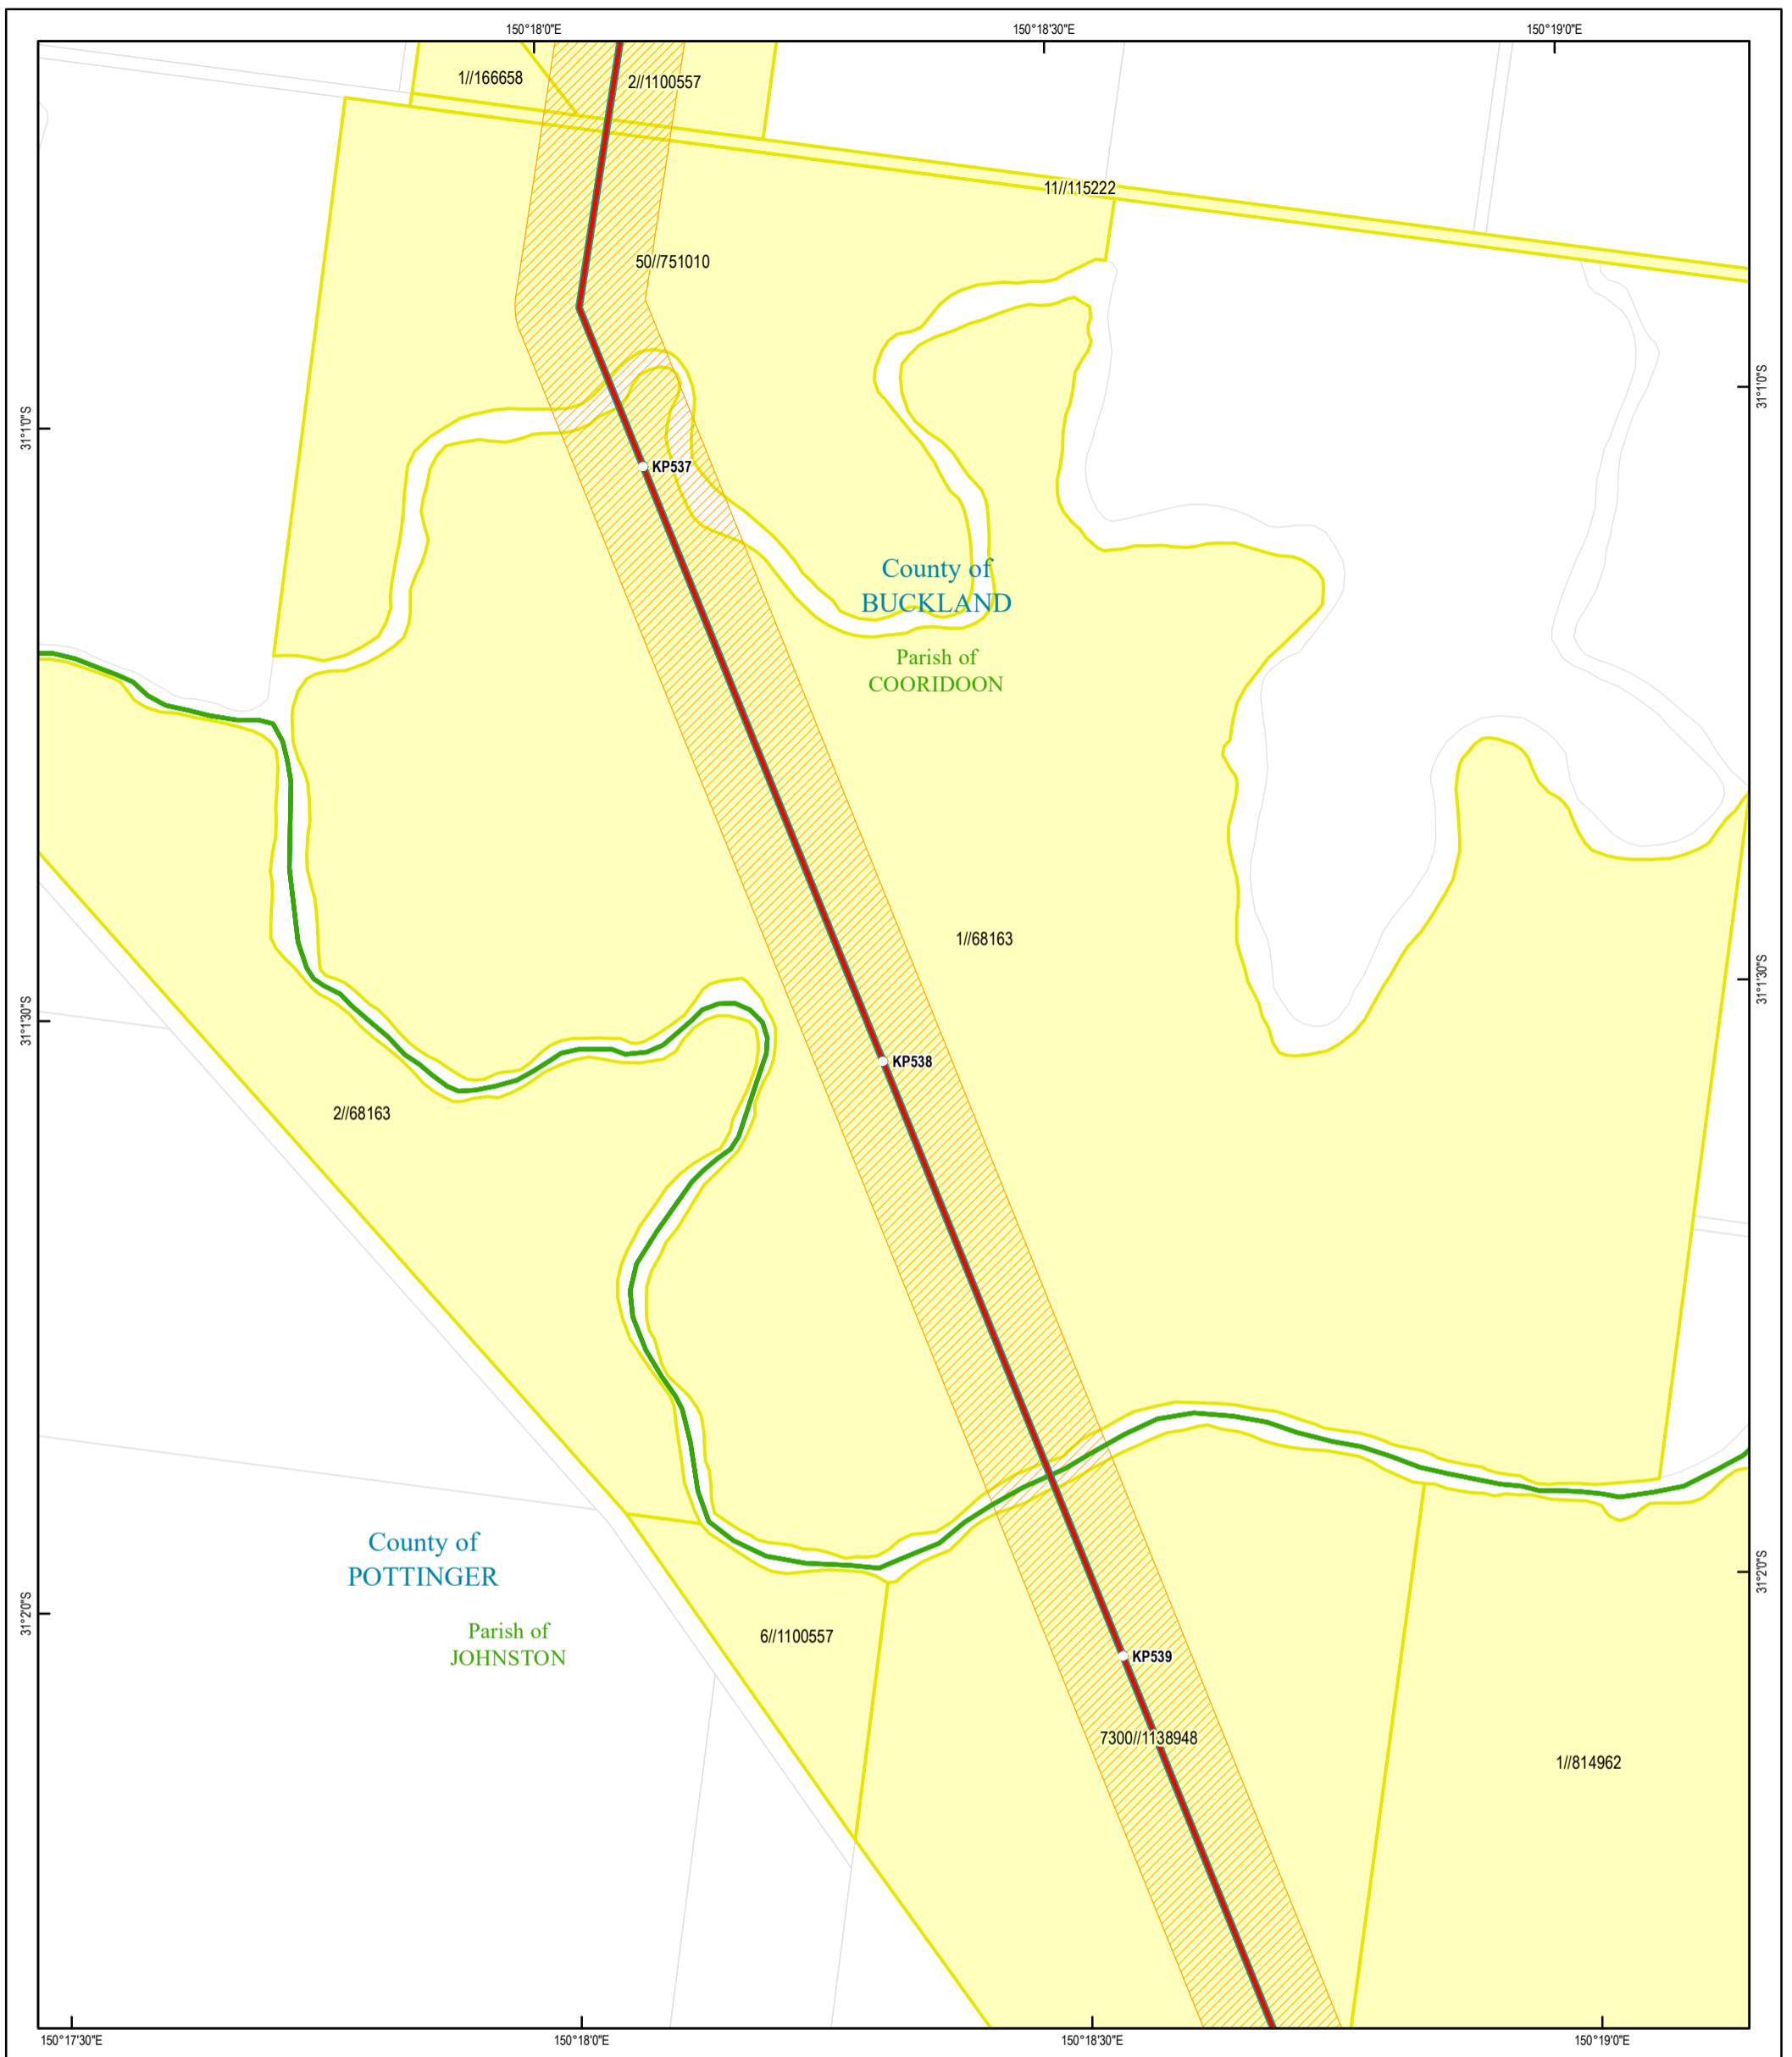 150°18'0"E
150°18'30"E
150°19'0"E
1//166658
2//1100557
11//115222
50//751010
31°1'0"S
31°1'0"S
KP537
County of
BUCKLAND
Parish of
COORIDOON
1//68163
31°1'30"S
31°1'30"S
KP538
2//68163
County of
POTTINGER
31°2'0"S
31°2'0"S
Parish of
JOHNSTON
6//1100557
KP539
7300//1138948
1//814962
150°17'30"E
150°18'0"E
150°18'30"E
150°19'0"E